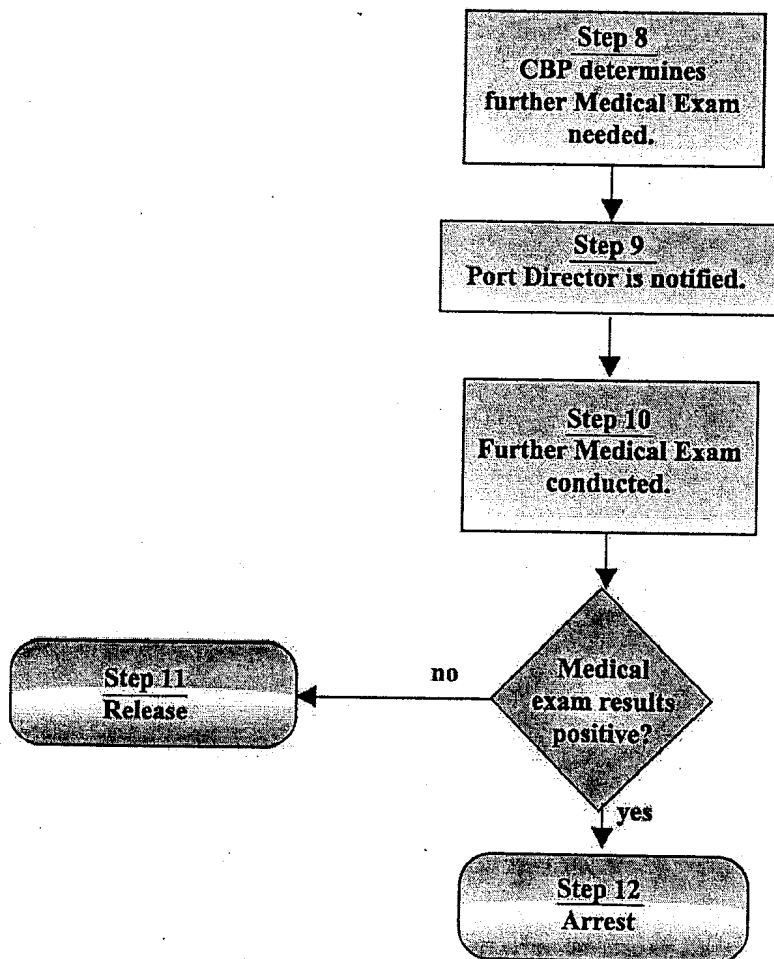 Step 8
CBP determines
further Medical Exam
needed.
Step 9
Port Director is notified.
Step 10
Further Medical Exam
conducted.
Medical
exam results
positive?
no
Step 11
Release
yes
Step 12
Arrest